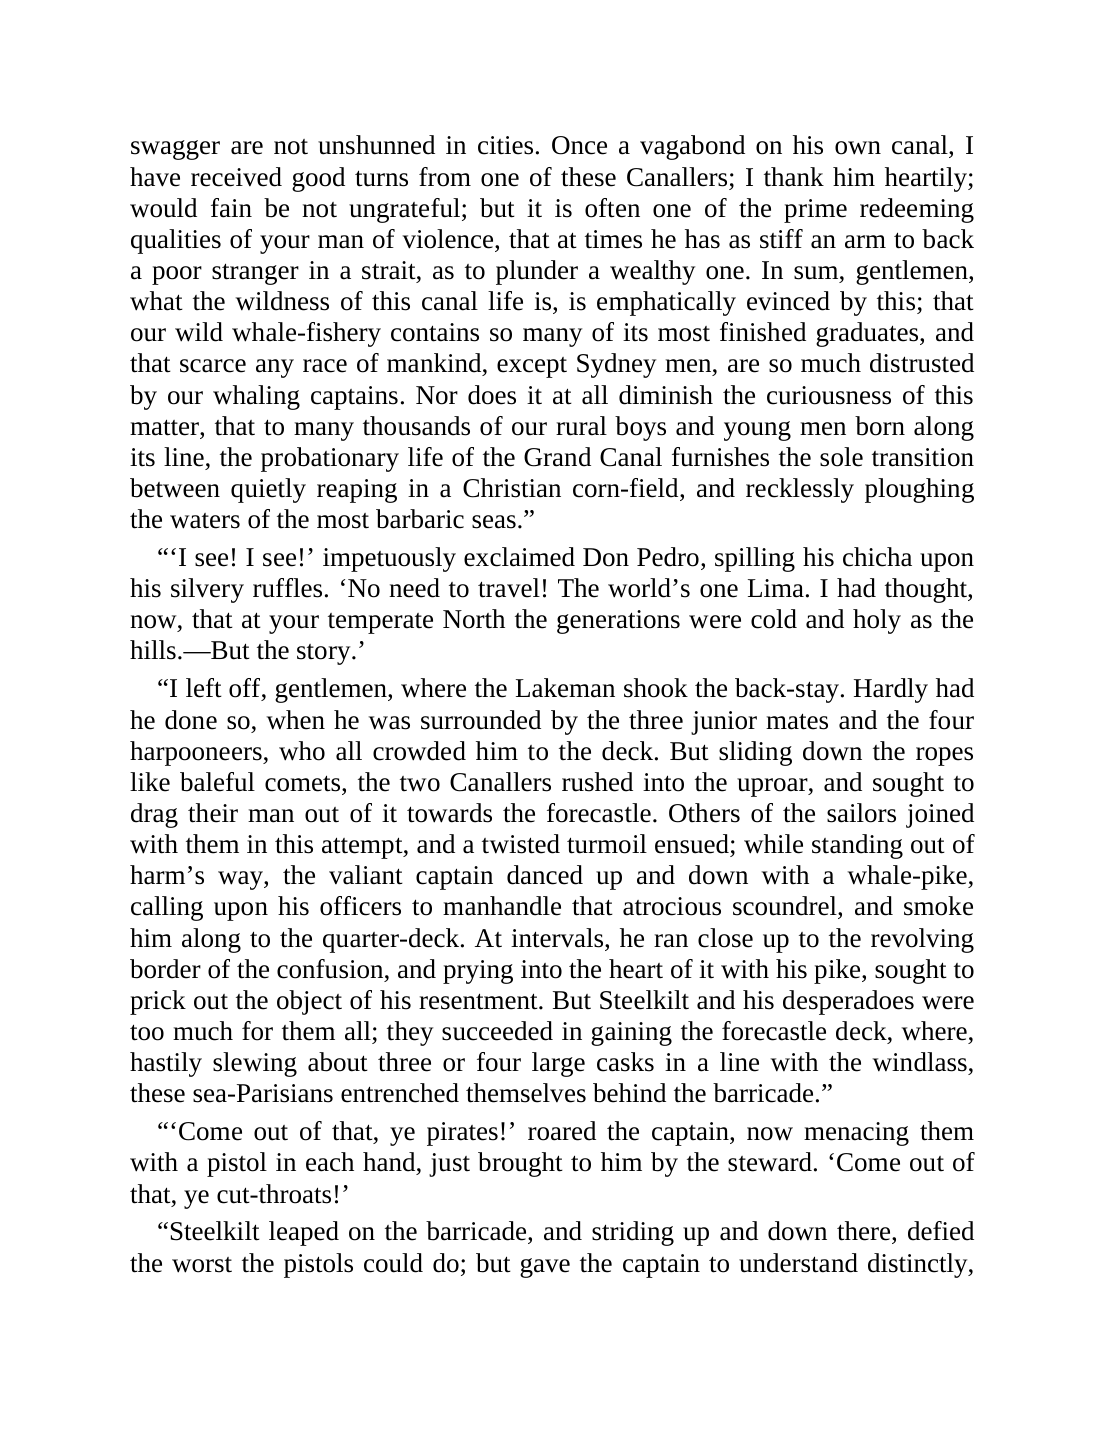 swagger are not unshunned in cities. Once a vagabond on his own canal, I
have received good turns from one of these Canallers; I thank him heartily;
would fain be not ungrateful; but it is often one of the prime redeeming
qualities of your man of violence, that at times he has as stiff an arm to back
a poor stranger in a strait, as to plunder a wealthy one. In sum, gentlemen,
what the wildness of this canal life is, is emphatically evinced by this; that
our wild whale-fishery contains so many of its most finished graduates, and
that scarce any race of mankind, except Sydney men, are so much distrusted
by our whaling captains. Nor does it at all diminish the curiousness of this
matter, that to many thousands of our rural boys and young men born along
its line, the probationary life of the Grand Canal furnishes the sole transition
between quietly reaping in a Christian corn-field, and recklessly ploughing
the waters of the most barbaric seas.”
“‘I see! I see!’ impetuously exclaimed Don Pedro, spilling his chicha upon
his silvery ruffles. ‘No need to travel! The world’s one Lima. I had thought,
now, that at your temperate North the generations were cold and holy as the
hills.—But the story.’
“I left off, gentlemen, where the Lakeman shook the back-stay. Hardly had
he done so, when he was surrounded by the three junior mates and the four
harpooneers, who all crowded him to the deck. But sliding down the ropes
like baleful comets, the two Canallers rushed into the uproar, and sought to
drag their man out of it towards the forecastle. Others of the sailors joined
with them in this attempt, and a twisted turmoil ensued; while standing out of
harm’s way, the valiant captain danced up and down with a whale-pike,
calling upon his officers to manhandle that atrocious scoundrel, and smoke
him along to the quarter-deck. At intervals, he ran close up to the revolving
border of the confusion, and prying into the heart of it with his pike, sought to
prick out the object of his resentment. But Steelkilt and his desperadoes were
too much for them all; they succeeded in gaining the forecastle deck, where,
hastily slewing about three or four large casks in a line with the windlass,
these sea-Parisians entrenched themselves behind the barricade.”
“‘Come out of that, ye pirates!’ roared the captain, now menacing them
with a pistol in each hand, just brought to him by the steward. ‘Come out of
that, ye cut-throats!’
“Steelkilt leaped on the barricade, and striding up and down there, defied
the worst the pistols could do; but gave the captain to understand distinctly,